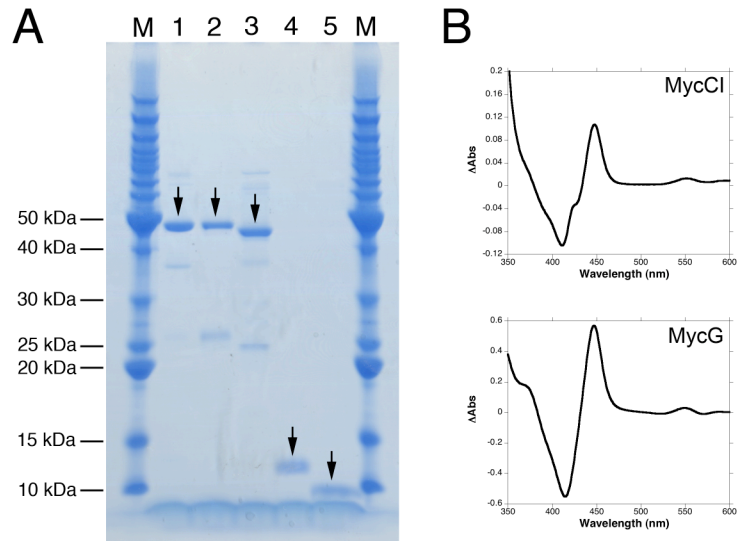 A
M 1 2 3 4 5 M
50 kDa
40 kDa
30 kDa
25 kDa
20 kDa
15 kDa
10 kDa
B
MycCI
0.2
0.16
0.12
0.08
0.04
0
-0.04
-0.08
-0.12
ΔAbs
350 400 450 500 550 600
Wavelength (nm)
MycG
0.6
0.4
0.2
0
-0.2
-0.4
-0.6
ΔAbs
350 400 450 500 550 600
Wavelength (nm)